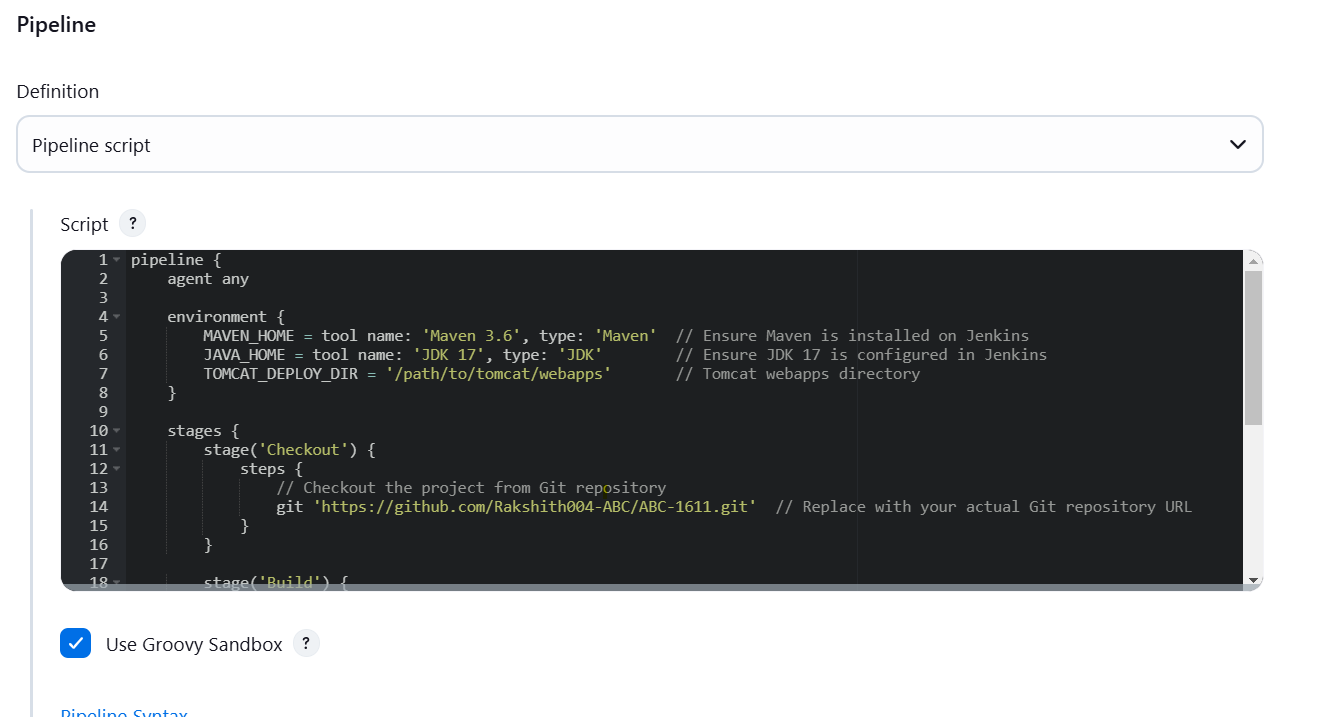 Pipeline
Definition
Pipeline script
Script ?
1 pipeline {
2     agent any
3
4     environment {
5         MAVEN_HOME = tool name: 'Maven 3.6', type: 'Maven'  // Ensure Maven is installed on Jenkins
6         JAVA_HOME = tool name: 'JDK 17', type: 'JDK'        // Ensure JDK 17 is configured in Jenkins
7         TOMCAT_DEPLOY_DIR = '/path/to/tomcat/webapps'       // Tomcat webapps directory
8     }
9
10     stages {
11         stage('Checkout') {
12             steps {
13                 // Checkout the project from Git repository
14                 git 'https://github.com/Rakshith004-ABC/ABC-1611.git'  // Replace with your actual Git repository URL
15             }
16         }
17
18         stage('Build') {
Use Groovy Sandbox ?
Pipeline Syntax